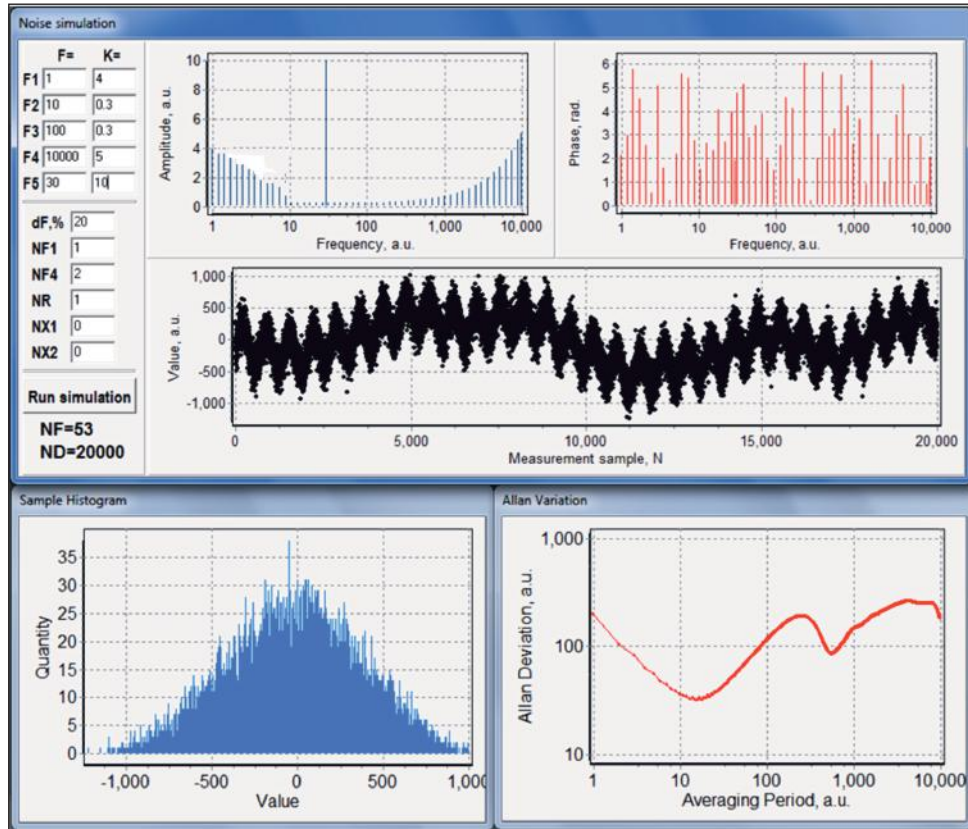 Noise simulation
F= K=
F1 1 4
F2 10 0.3
F3 100 0.3
F4 10000 5
F5 30 10
dF,% 20
NF1 1
NF4 2
NR 1
NX1 0
NX2 0
Run simulation
NF=53
ND=20000
Amplitude, a.u.
10
8
6
4
2
0
1 10 100 1,000 10,000
Frequency, a.u.
Phase, rad.
6
5
4
3
2
1
0
1 10 100 1,000 10,000
Frequency, a.u.
Value, a.u.
1,000
500
0
-500
-1,000
0 5,000 10,000 15,000 20,000
Measurement sample, N
Sample Histogram
Quantity
35
30
25
20
15
10
5
0
-1,000 -500 0 500 1,000
Value
Allan Variation
Allan Deviation, a.u.
1,000
100
10
1 10 100 1,000 10,000
Averaging Period, a.u.